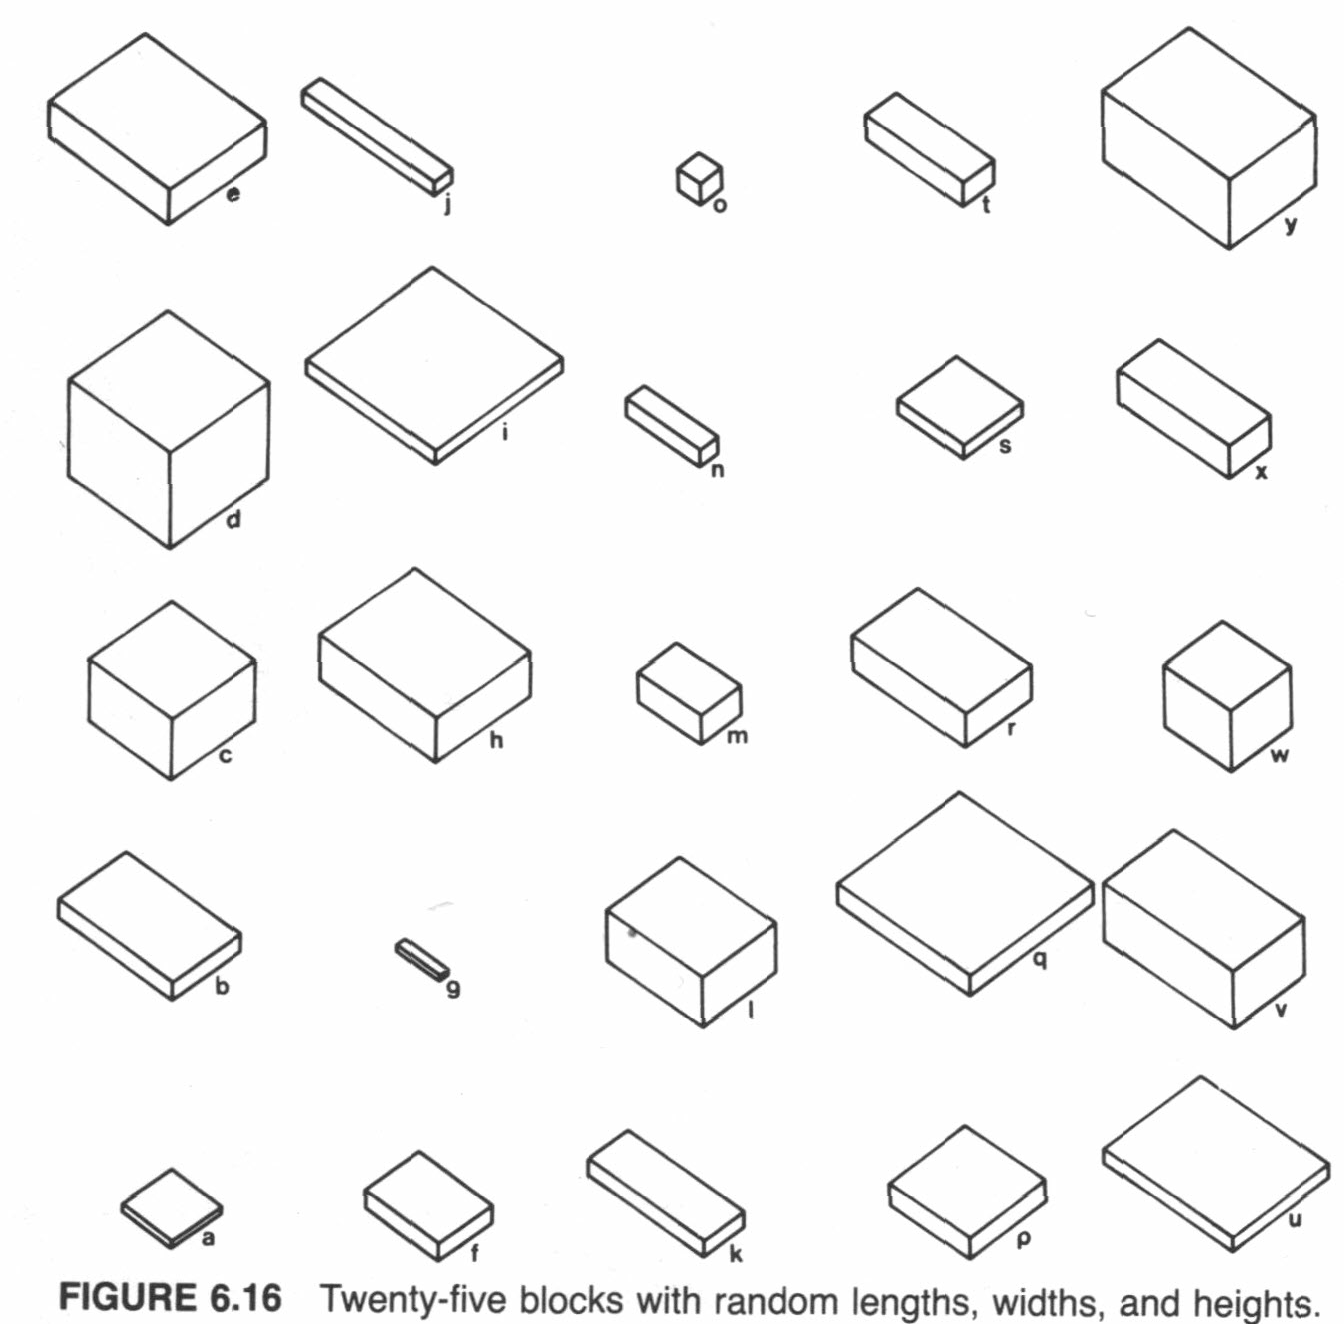 e j o t y
d i n s x
c h m r w
b g l q v
a f k p u
FIGURE 6.16 Twenty-five blocks with random lengths, widths, and heights.